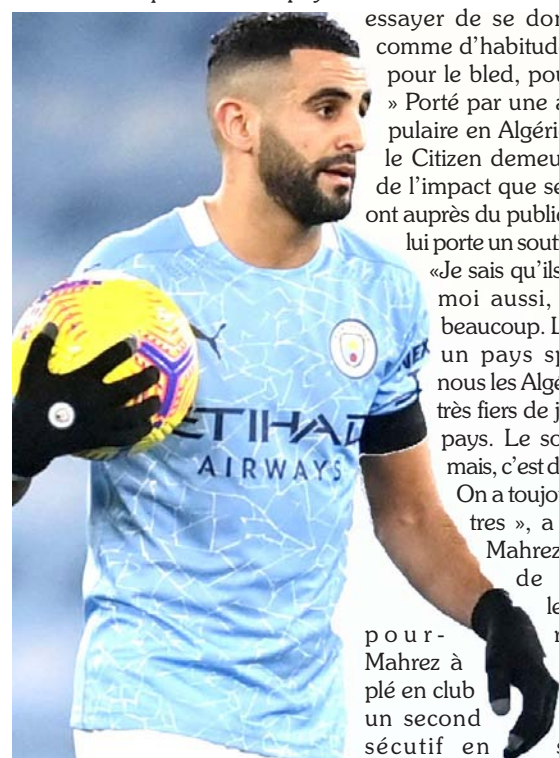 essayer de se don
comme d'habitud
pour le bled, pou
» Porté par une a
pulaire en Algéri
le Citizen demeu
de l'impact que se
ont auprès du public
lui porte un sout
«Je sais qu'ils
moi aussi,
beaucoup. L
un pays sp
nous les Algé
très fiers de j
pays. Le so
mais, c'est d
On a toujo
tres », a
Mahrez
de
le
pour-
Mahrez à
plé en club
un second
sécutif en
ETIHAD
AIRWAYS
NEX